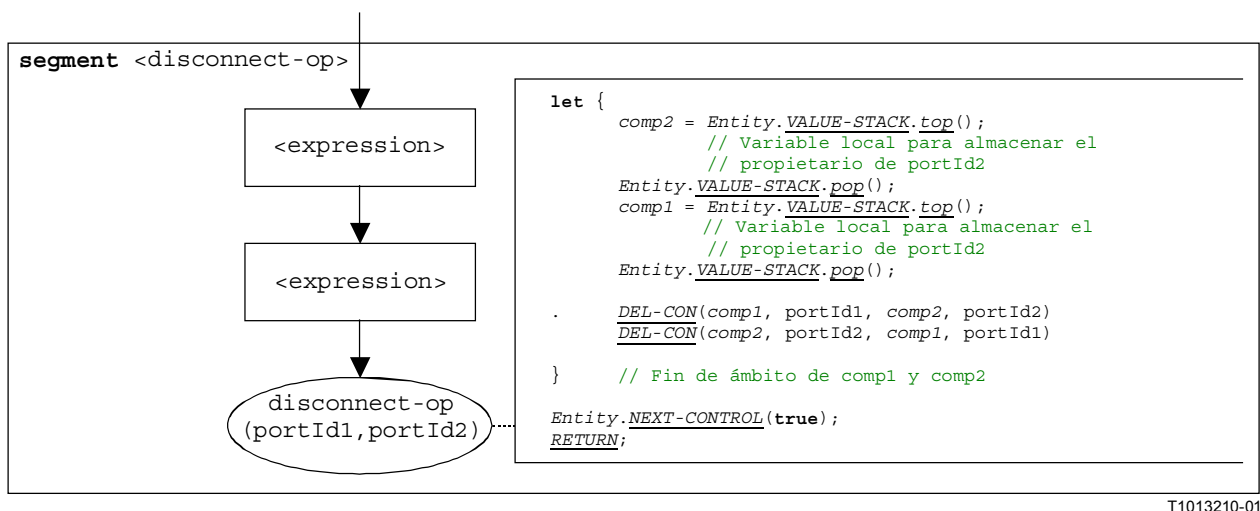 segment <disconnect-op>
<expression>
<expression>
disconnect-op
(portId1,portId2)
let {
comp2 = Entity.VALUE-STACK.top();
// Variable local para almacenar el
// propietario de portId2
Entity.VALUE-STACK.pop();
comp1 = Entity.VALUE-STACK.top();
// Variable local para almacenar el
// propietario de portId2
Entity.VALUE-STACK.pop();
. DEL-CON(comp1, portId1, comp2, portId2)
DEL-CON(comp2, portId2, comp1, portId1)
} // Fin de ámbito de comp1 y comp2
Entity.NEXT-CONTROL(true);
RETURN;
T1013210-01